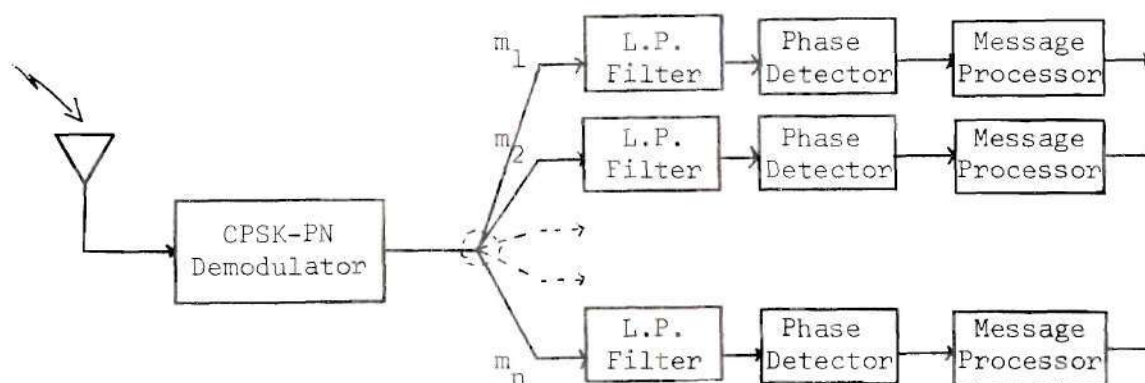 m1
L.P.
Filter
Phase
Detector
Message
Processor
m2
L.P.
Filter
Phase
Detector
Message
Processor
CPSK-PN
Demodulator
mn
L.P.
Filter
Phase
Detector
Message
Processor